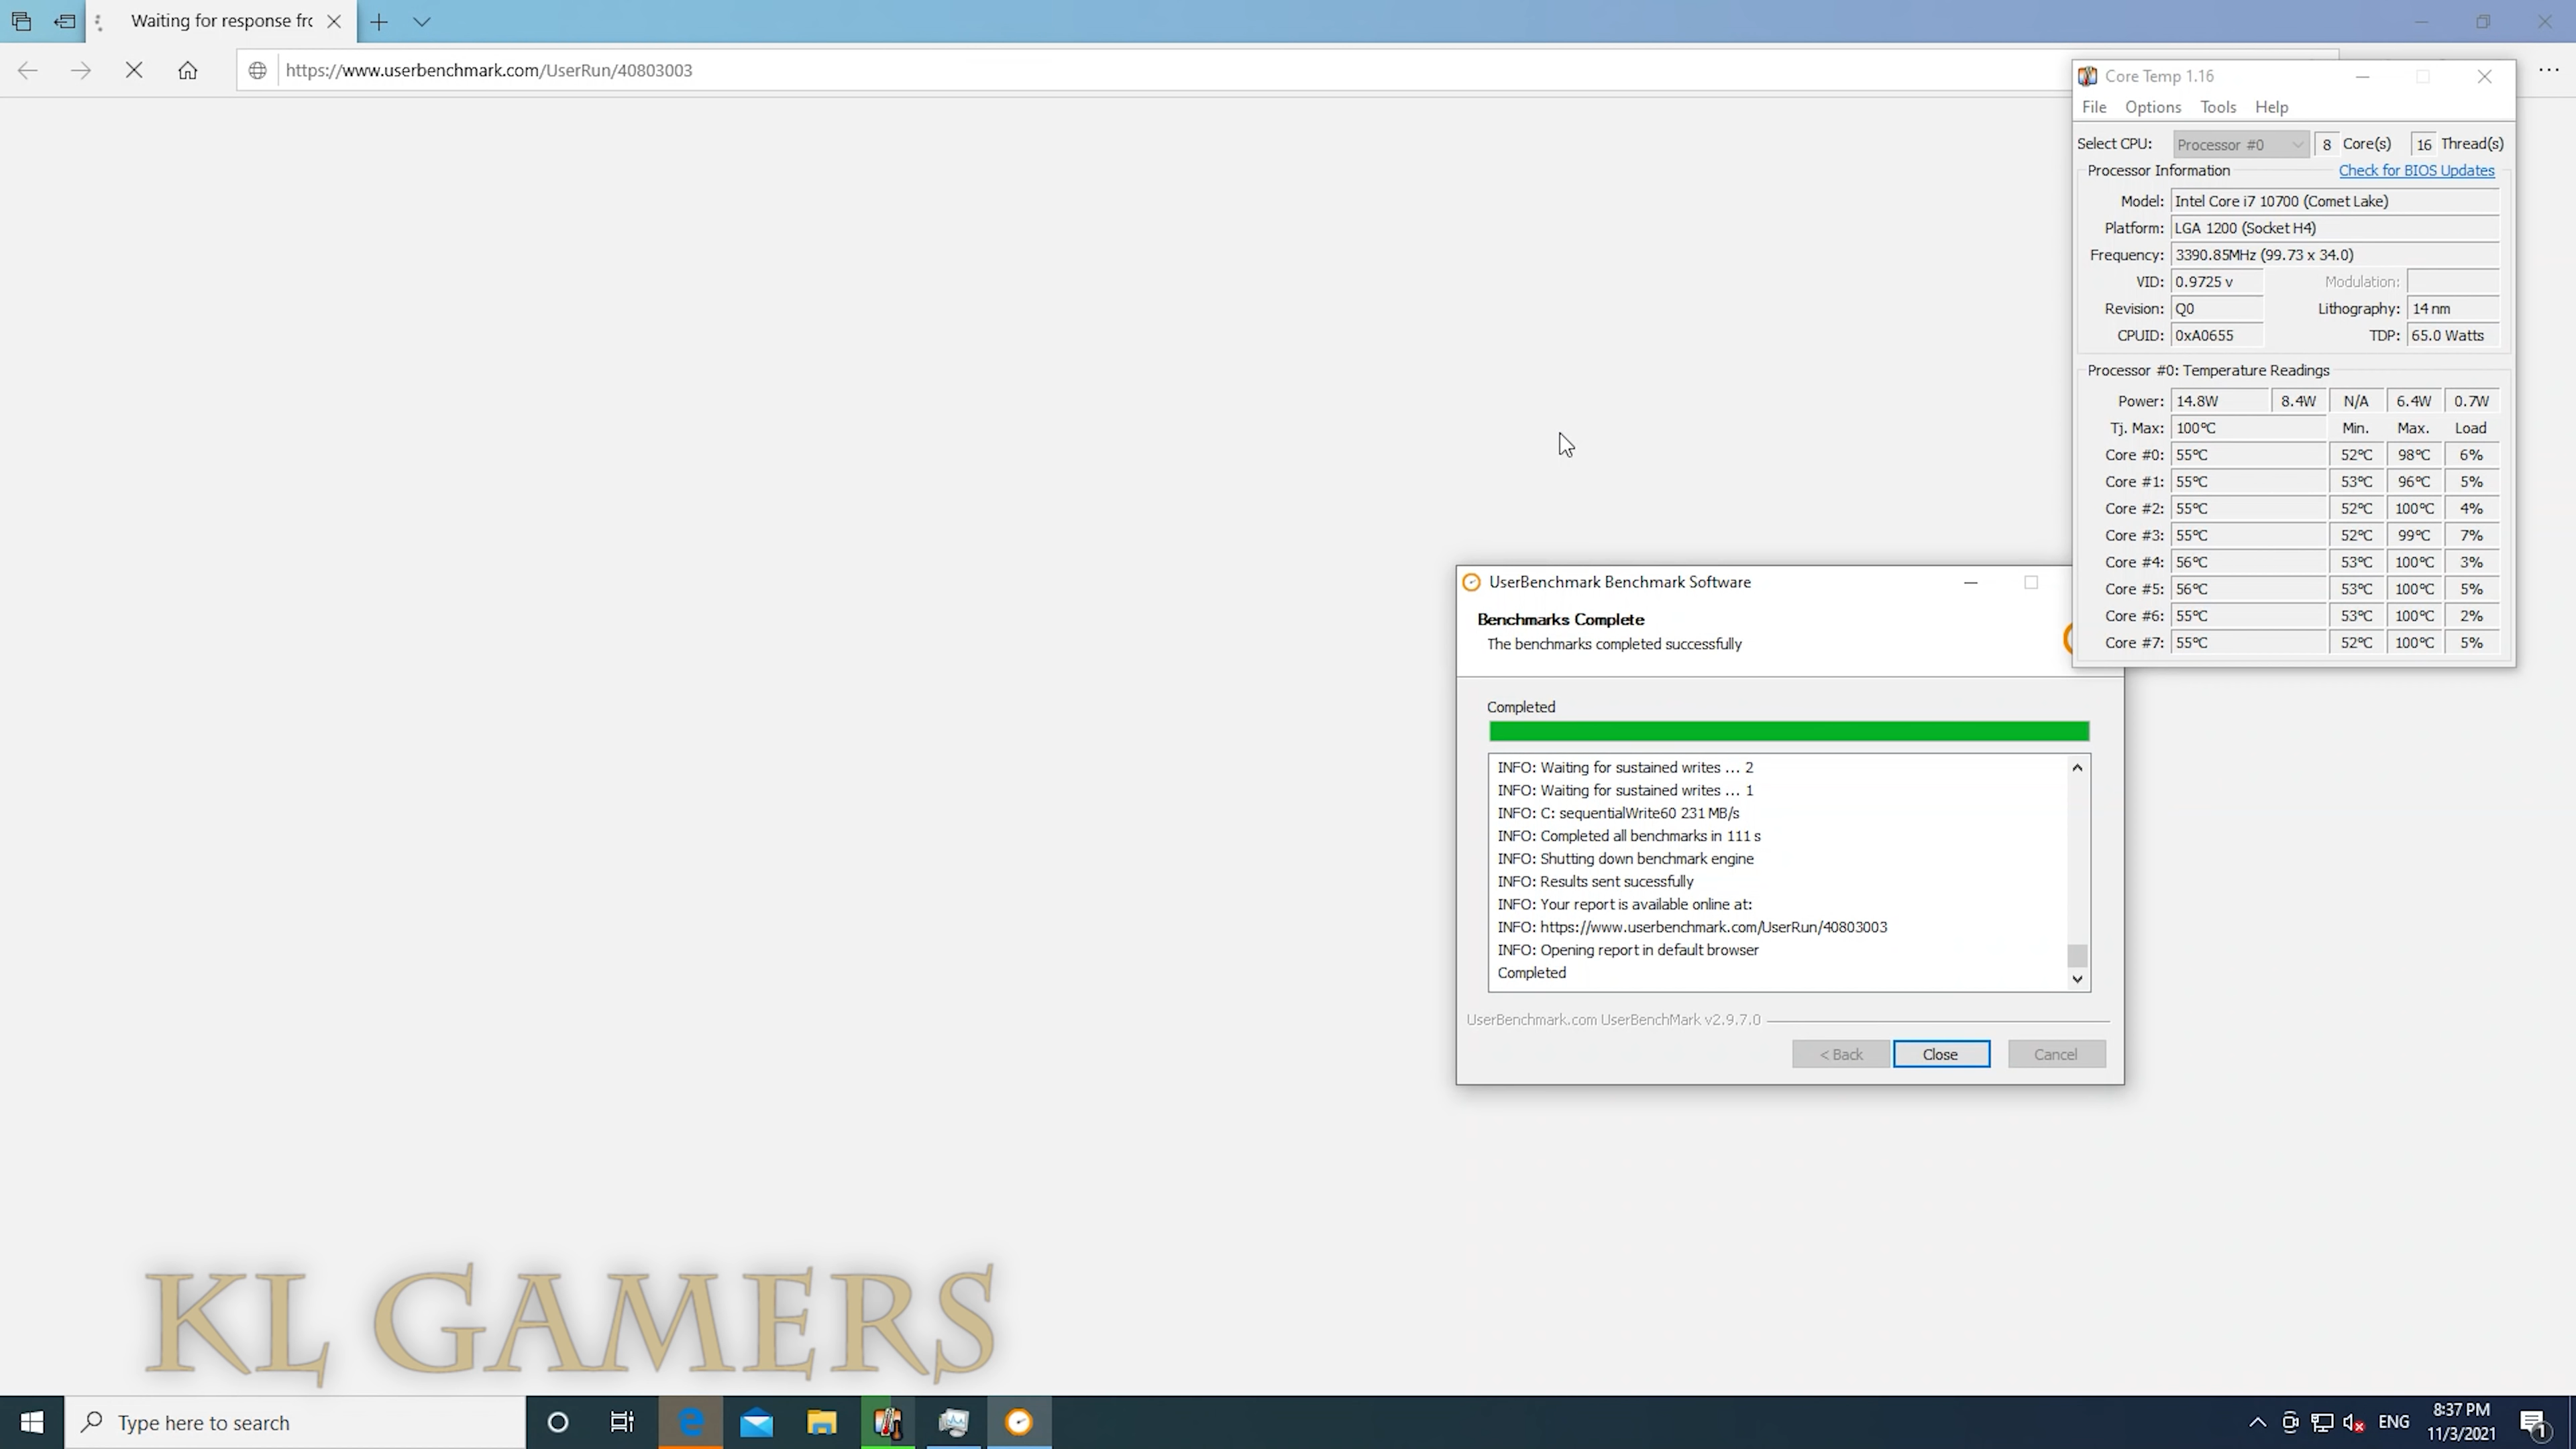 Waiting for response frc
https://www.userbenchmark.com/UserRun/40803003
Core Temp 1.16
File Options Tools Help
Select CPU: Processor #0 8 Core(s) 16 Thread(s)
Processor Information Check for BIOS Updates
Model: Intel Core i7 10700 (Comet Lake)
Platform: LGA 1200 (Socket H4)
Frequency: 3390.85MHz (99.73 x 34.0)
VID: 0.9725 v Modulation:
Revision: Q0 Lithography: 14 nm
CPUID: 0xA0655 TDP: 65.0 Watts
Processor #0: Temperature Readings
Power: 14.8W 8.4W N/A 6.4W 0.7W
Tj. Max: 100°C Min. Max. Load
Core #0: 55°C 52°C 98°C 6%
Core #1: 55°C 53°C 96°C 5%
Core #2: 55°C 52°C 100°C 4%
Core #3: 55°C 52°C 99°C 7%
Core #4: 56°C 53°C 100°C 3%
Core #5: 56°C 53°C 100°C 5%
Core #6: 55°C 53°C 100°C 2%
Core #7: 55°C 52°C 100°C 5%
UserBenchmark Benchmark Software
Benchmarks Complete
The benchmarks completed successfully
Completed
INFO: Waiting for sustained writes ... 2
INFO: Waiting for sustained writes ... 1
INFO: C: sequentialWrite60 231 MB/s
INFO: Completed all benchmarks in 111 s
INFO: Shutting down benchmark engine
INFO: Results sent sucessfully
INFO: Your report is available online at:
INFO: https://www.userbenchmark.com/UserRun/40803003
INFO: Opening report in default browser
Completed
UserBenchmark.com UserBenchMark v2.9.7.0
< Back Close Cancel
KL GAMERS
Type here to search
ENG
8:37 PM
11/3/2021
1